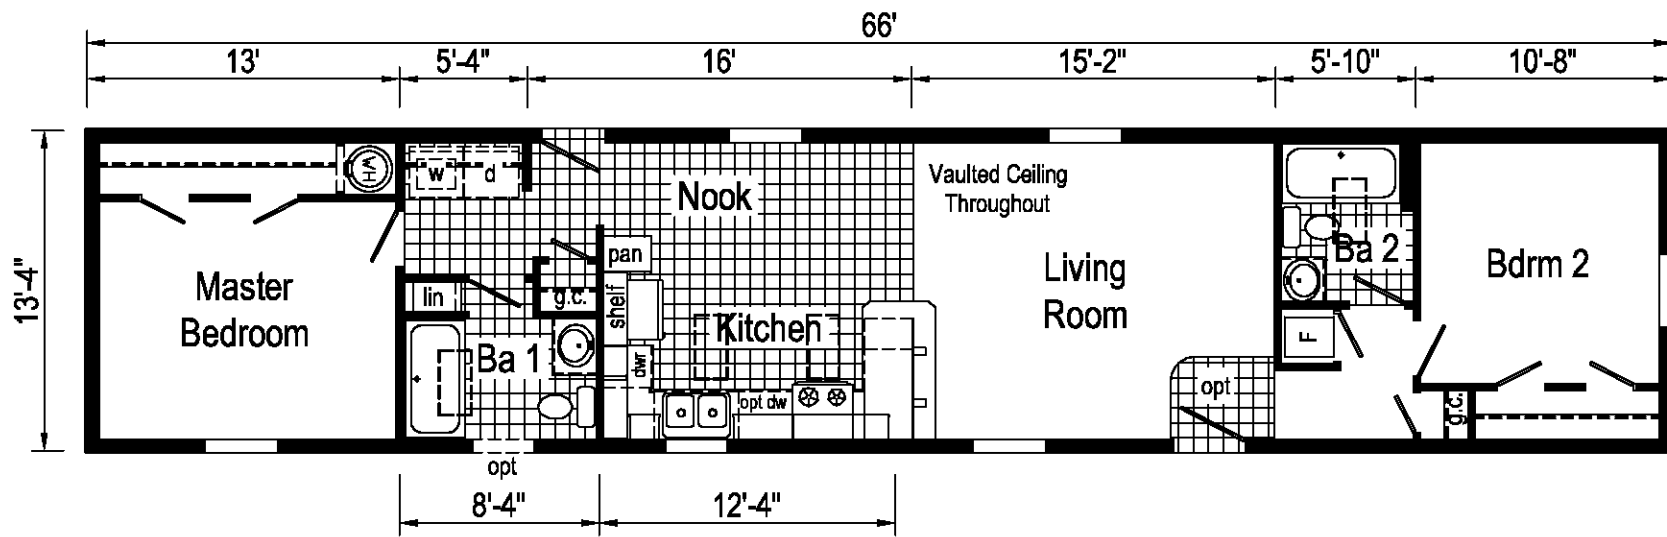 66'
13'
5'-4"
16'
15'-2"
5'-10"
10'-8"
13'-4"
WH
w
d
Nook
Vaulted Ceiling
Throughout
pan
Ba 2
Bdrm 2
Master
Bedroom
lin
g.c.
shelf
Kitchen
Living
Room
F
Ba 1
dwr
opt dw
opt
g.c.
opt
8'-4"
12'-4"